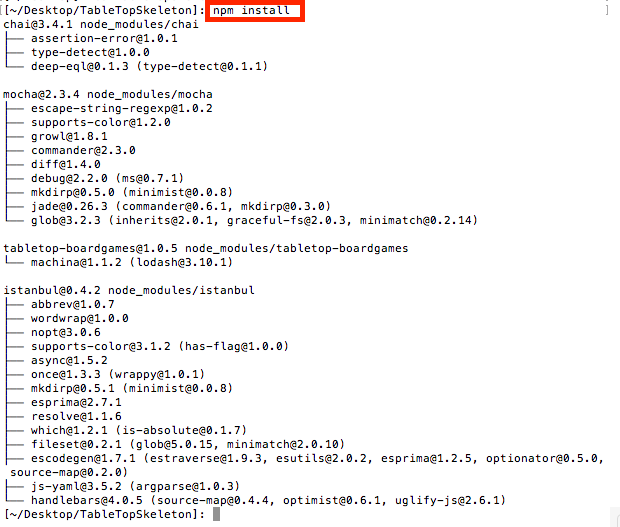 [[~/Desktop/TableTopSkeleton]: npm install ]
chai@3.4.1 node_modules/chai
├── assertion-error@1.0.1
├── type-detect@1.0.0
└── deep-eql@0.1.3 (type-detect@0.1.1)
mocha@2.3.4 node_modules/mocha
├── escape-string-regexp@1.0.2
├── supports-color@1.2.0
├── growl@1.8.1
├── commander@2.3.0
├── diff@1.4.0
├── debug@2.2.0 (ms@0.7.1)
├── mkdirp@0.5.0 (minimist@0.0.8)
├── jade@0.26.3 (commander@0.6.1, mkdirp@0.3.0)
└── glob@3.2.3 (inherits@2.0.1, graceful-fs@2.0.3, minimatch@0.2.14)
tabletop-boardgames@1.0.5 node_modules/tabletop-boardgames
└── machina@1.1.2 (lodash@3.10.1)
istanbul@0.4.2 node_modules/istanbul
├── abbrev@1.0.7
├── wordwrap@1.0.0
├── nopt@3.0.6
├── supports-color@3.1.2 (has-flag@1.0.0)
├── async@1.5.2
├── once@1.3.3 (wrappy@1.0.1)
├── mkdirp@0.5.1 (minimist@0.0.8)
├── esprima@2.7.1
├── resolve@1.1.6
├── which@1.2.1 (is-absolute@0.1.7)
├── fileset@0.2.1 (glob@5.0.15, minimatch@2.0.10)
├── escodegen@1.7.1 (estraverse@1.9.3, esutils@2.0.2, esprima@1.2.5, optionator@0.5.0,
source-map@0.2.0)
├── js-yaml@3.5.2 (argparse@1.0.3)
└── handlebars@4.0.5 (source-map@0.4.4, optimist@0.6.1, uglify-js@2.6.1)
[~/Desktop/TableTopSkeleton]: